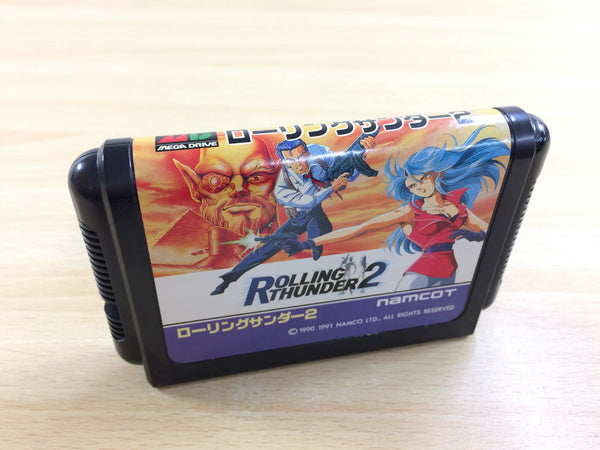 MEGA DRIVE
ローリングサンダー2
ROLLING
THUNDER 2
namcot
ローリングサンダー2
© 1990 1991 NAMCO LTD., ALL RIGHTS RESERVED